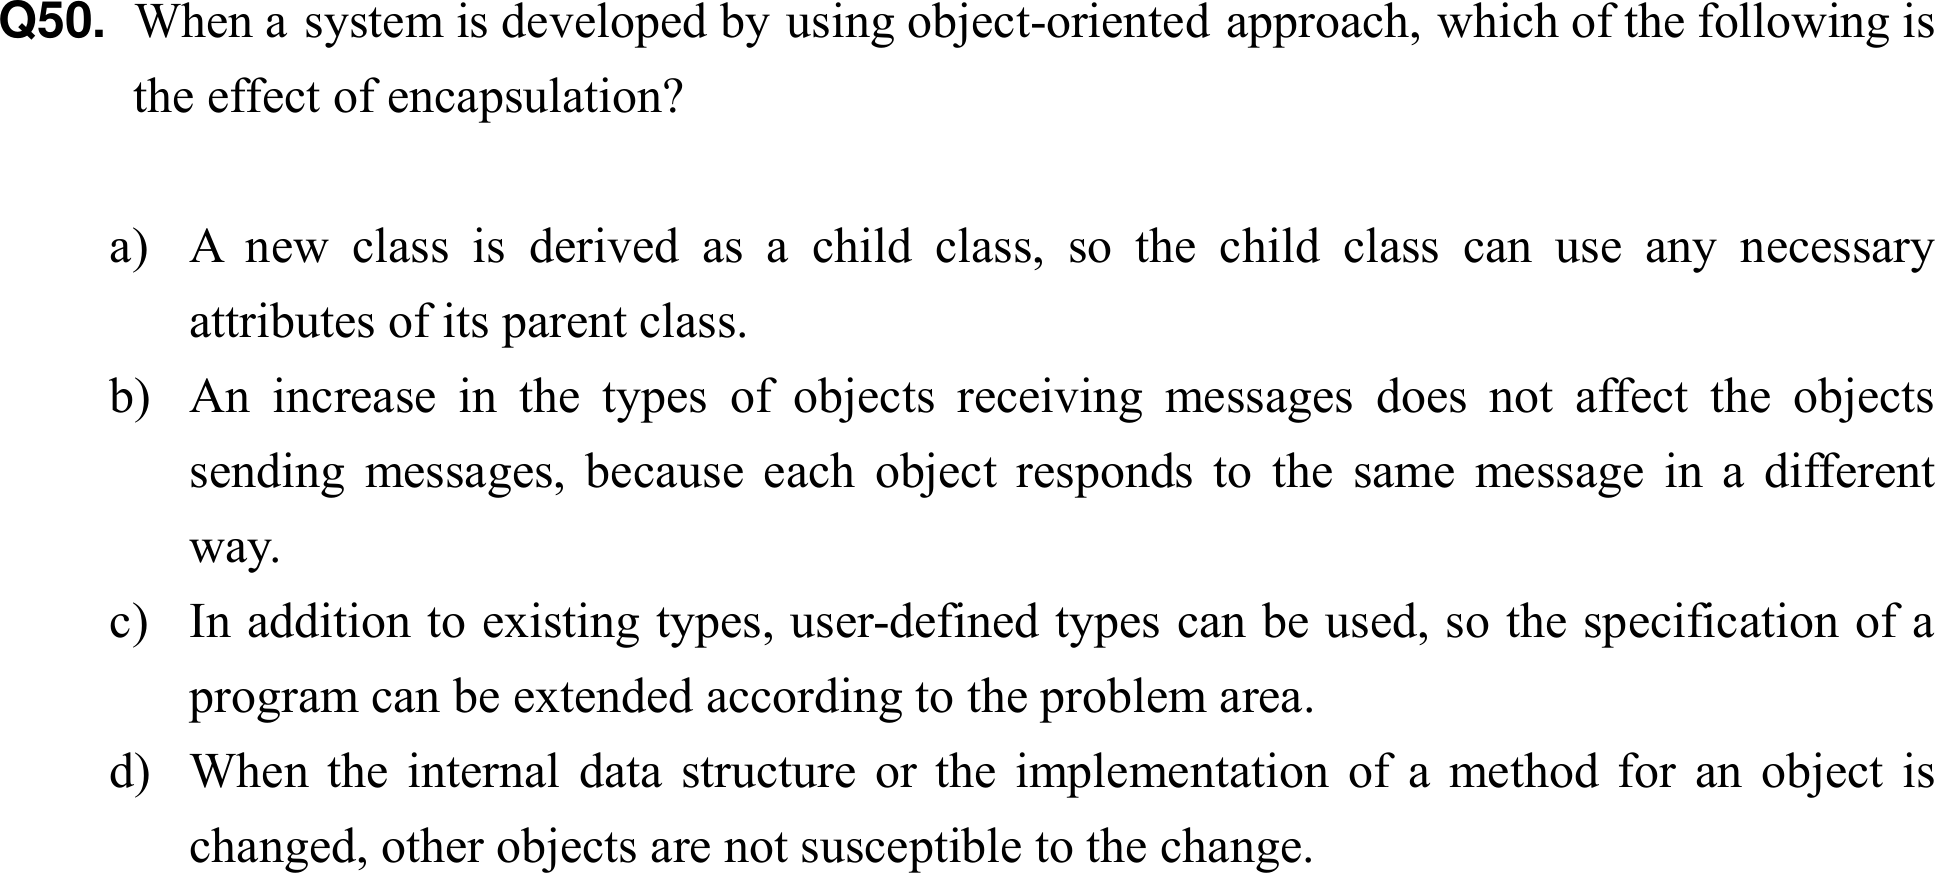 Q50. When a system is developed by using object-oriented approach, which of the following is
the effect of encapsulation?
a) A new class is derived as a child class, so the child class can use any necessary
attributes of its parent class.
b) An increase in the types of objects receiving messages does not affect the objects
sending messages, because each object responds to the same message in a different
way.
c) In addition to existing types, user-defined types can be used, so the specification of a
program can be extended according to the problem area.
d) When the internal data structure or the implementation of a method for an object is
changed, other objects are not susceptible to the change.